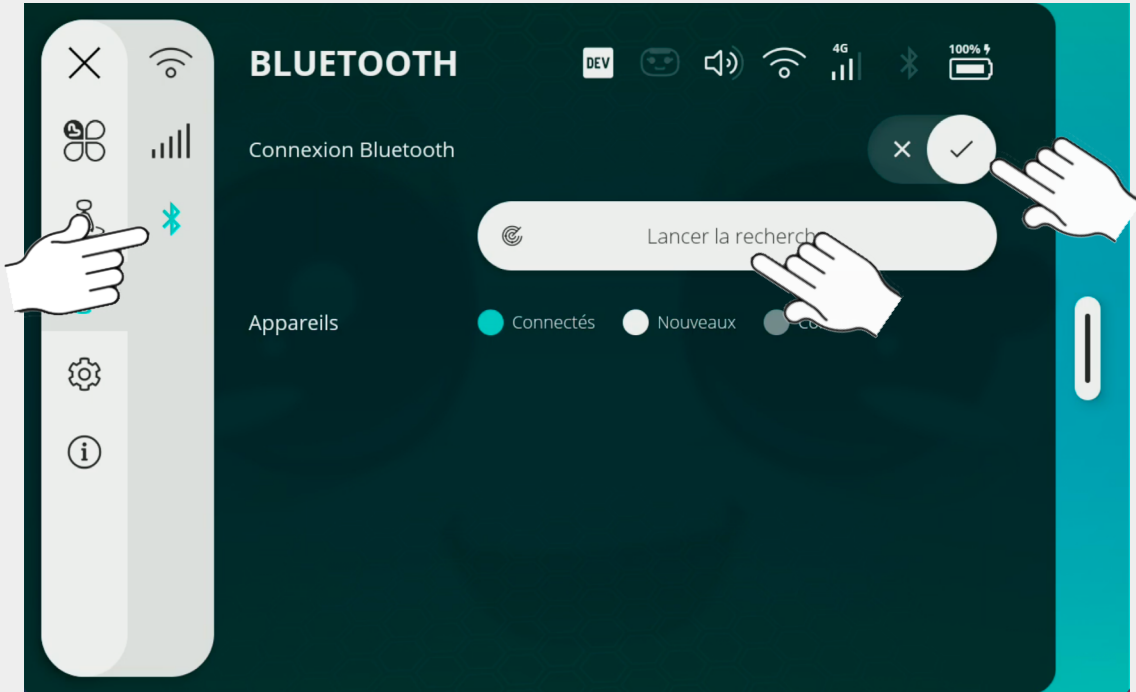 BLUETOOTH
DEV
4G
100%
Connexion Bluetooth
Lancer la recherch
Appareils
Connectés
Nouveaux